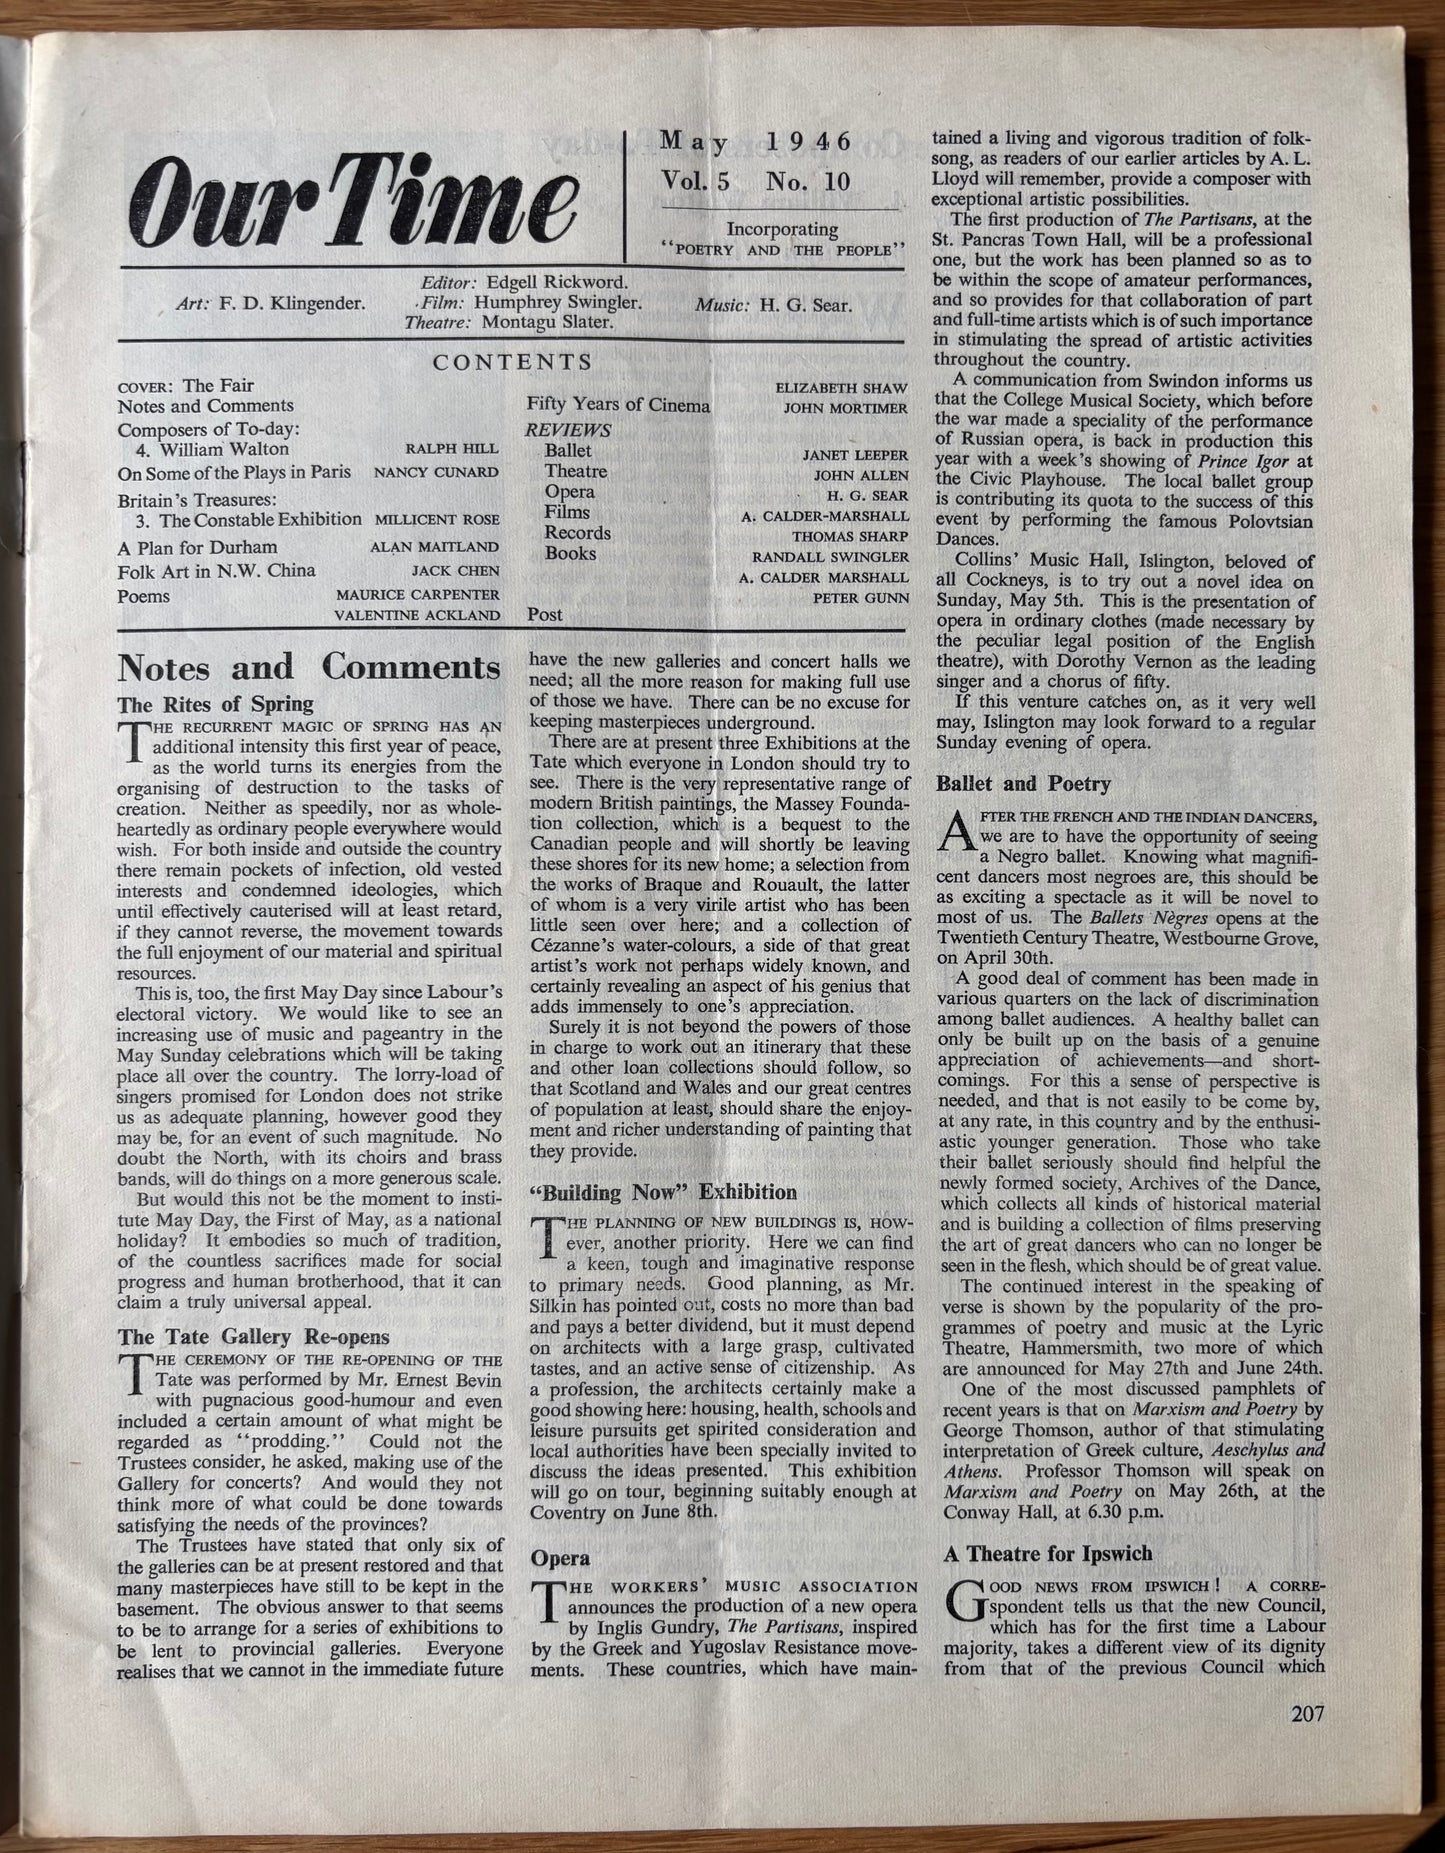 Our Time
May 1946
Vol. 5 No. 10
Incorporating
"POETRY AND THE PEOPLE"
Editor: Edgell Rickword.
Art: F. D. Klingender. Film: Humphrey Swingler. Music: H. G. Sear.
Theatre: Montagu Slater.
CONTENTS
COVER: The Fair
Notes and Comments
Composers of To-day:
4. William Walton RALPH HILL
On Some of the Plays in Paris NANCY CUNARD
Britain's Treasures:
3. The Constable Exhibition MILLICENT ROSE
A Plan for Durham ALAN MAITLAND
Folk Art in N.W. China JACK CHEN
Poems MAURICE CARPENTER
VALENTINE ACKLAND
ELIZABETH SHAW
Fifty Years of Cinema JOHN MORTIMER
REVIEWS
Ballet JANET LEEPER
Theatre JOHN ALLEN
Opera H. G. SEAR
Films A. CALDER-MARSHALL
Records THOMAS SHARP
Books RANDALL SWINGLER
A. CALDER MARSHALL
PETER GUNN
Post
Notes and Comments
The Rites of Spring
THE RECURRENT MAGIC OF SPRING HAS AN
additional intensity this first year of peace,
as the world turns its energies from the
organising of destruction to the tasks of
creation. Neither as speedily, nor as whole-
heartedly as ordinary people everywhere would
wish. For both inside and outside the country
there remain pockets of infection, old vested
interests and condemned ideologies, which
until effectively cauterised will at least retard,
if they cannot reverse, the movement towards
the full enjoyment of our material and spiritual
resources.
This is, too, the first May Day since Labour's
electoral victory. We would like to see an
increasing use of music and pageantry in the
May Sunday celebrations which will be taking
place all over the country. The lorry-load of
singers promised for London does not strike
us as adequate planning, however good they
may be, for an event of such magnitude. No
doubt the North, with its choirs and brass
bands, will do things on a more generous scale.
But would this not be the moment to insti-
tute May Day, the First of May, as a national
holiday? It embodies so much of tradition,
of the countless sacrifices made for social
progress and human brotherhood, that it can
claim a truly universal appeal.
The Tate Gallery Re-opens
THE CEREMONY OF THE RE-OPENING OF THE
Tate was performed by Mr. Ernest Bevin
with pugnacious good-humour and even
included a certain amount of what might be
regarded as "prodding." Could not the
Trustees consider, he asked, making use of the
Gallery for concerts? And would they not
think more of what could be done towards
satisfying the needs of the provinces?
The Trustees have stated that only six of
the galleries can be at present restored and that
many masterpieces have still to be kept in the
basement. The obvious answer to that seems
to be to arrange for a series of exhibitions to
be lent to provincial galleries. Everyone
realises that we cannot in the immediate future
have the new galleries and concert halls we
need; all the more reason for making full use
of those we have. There can be no excuse for
keeping masterpieces underground.
There are at present three Exhibitions at the
Tate which everyone in London should try to
see. There is the very representative range of
modern British paintings, the Massey Founda-
tion collection, which is a bequest to the
Canadian people and will shortly be leaving
these shores for its new home; a selection from
the works of Braque and Rouault, the latter
of whom is a very virile artist who has been
little seen over here; and a collection of
Cézanne's water-colours, a side of that great
artist's work not perhaps widely known, and
certainly revealing an aspect of his genius that
adds immensely to one's appreciation.
Surely it is not beyond the powers of those
in charge to work out an itinerary that these
and other loan collections should follow, so
that Scotland and Wales and our great centres
of population at least, should share the enjoy-
ment and richer understanding of painting that
they provide.
"Building Now" Exhibition
THE PLANNING OF NEW BUILDINGS IS, HOW-
ever, another priority. Here we can find
a keen, tough and imaginative response
to primary needs. Good planning, as Mr.
Silkin has pointed out, costs no more than bad
and pays a better dividend, but it must depend
on architects with a large grasp, cultivated
tastes, and an active sense of citizenship. As
a profession, the architects certainly make a
good showing here: housing, health, schools and
leisure pursuits get spirited consideration and
local authorities have been specially invited to
discuss the ideas presented. This exhibition
will go on tour, beginning suitably enough at
Coventry on June 8th.
Opera
THE WORKERS' MUSIC ASSOCIATION
announces the production of a new opera
by Inglis Gundry, The Partisans, inspired
by the Greek and Yugoslav Resistance move-
ments. These countries, which have main-
tained a living and vigorous tradition of folk-
song, as readers of our earlier articles by A. L.
Lloyd will remember, provide a composer with
exceptional artistic possibilities.
The first production of The Partisans, at the
St. Pancras Town Hall, will be a professional
one, but the work has been planned so as to
be within the scope of amateur performances,
and so provides for that collaboration of part
and full-time artists which is of such importance
in stimulating the spread of artistic activities
throughout the country.
A communication from Swindon informs us
that the College Musical Society, which before
the war made a speciality of the performance
of Russian opera, is back in production this
year with a week's showing of Prince Igor at
the Civic Playhouse. The local ballet group
is contributing its quota to the success of this
event by performing the famous Polovtsian
Dances.
Collins' Music Hall, Islington, beloved of
all Cockneys, is to try out a novel idea on
Sunday, May 5th. This is the presentation of
opera in ordinary clothes (made necessary by
the peculiar legal position of the English
theatre), with Dorothy Vernon as the leading
singer and a chorus of fifty.
If this venture catches on, as it very well
may, Islington may look forward to a regular
Sunday evening of opera.
Ballet and Poetry
AFTER THE FRENCH AND THE INDIAN DANCERS,
we are to have the opportunity of seeing
a Negro ballet. Knowing what magnifi-
cent dancers most negroes are, this should be
as exciting a spectacle as it will be novel to
most of us. The Ballets Nègres opens at the
Twentieth Century Theatre, Westbourne Grove,
on April 30th.
A good deal of comment has been made in
various quarters on the lack of discrimination
among ballet audiences. A healthy ballet can
only be built up on the basis of a genuine
appreciation of achievements—and short-
comings. For this a sense of perspective is
needed, and that is not easily to be come by,
at any rate, in this country and by the enthusi-
astic younger generation. Those who take
their ballet seriously should find helpful the
newly formed society, Archives of the Dance,
which collects all kinds of historical material
and is building a collection of films preserving
the art of great dancers who can no longer be
seen in the flesh, which should be of great value.
The continued interest in the speaking of
verse is shown by the popularity of the pro-
grammes of poetry and music at the Lyric
Theatre, Hammersmith, two more of which
are announced for May 27th and June 24th.
One of the most discussed pamphlets of
recent years is that on Marxism and Poetry by
George Thomson, author of that stimulating
interpretation of Greek culture, Aeschylus and
Athens. Professor Thomson will speak on
Marxism and Poetry on May 26th, at the
Conway Hall, at 6.30 p.m.
A Theatre for Ipswich
GOOD NEWS FROM IPSWICH! A CORRE-
spondent tells us that the new Council,
which has for the first time a Labour
majority, takes a different view of its dignity
from that of the previous Council which
207